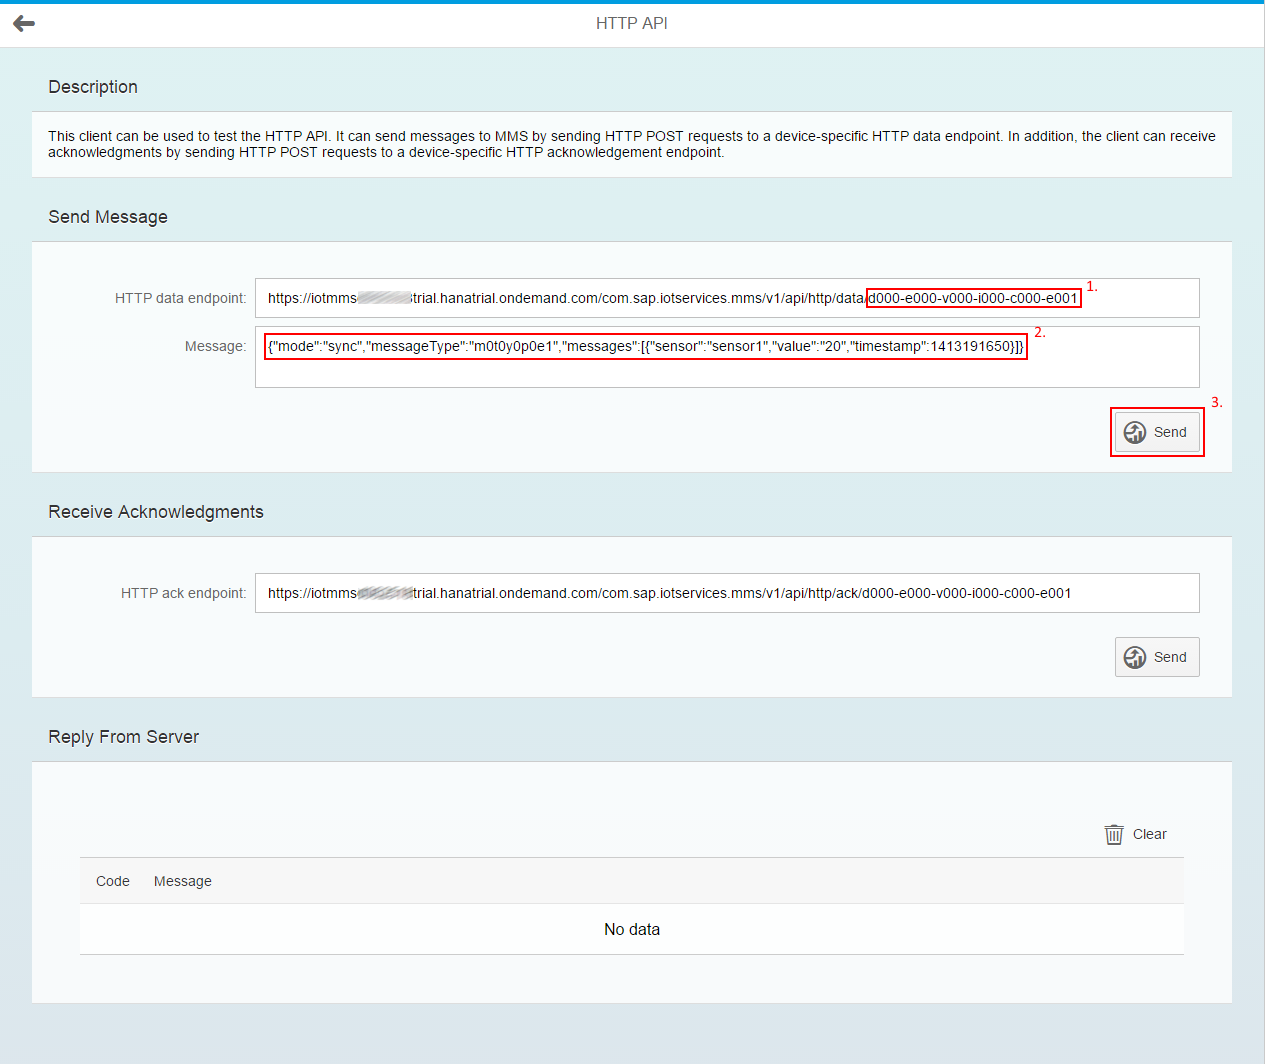 HTTP API
Description
This client can be used to test the HTTP API. It can send messages to MMS by sending HTTP POST requests to a device-specific HTTP data endpoint. In addition, the client can receive
acknowledgments by sending HTTP POST requests to a device-specific HTTP acknowledgement endpoint.
Send Message
HTTP data endpoint: https://iotmms trial.hanatrial.ondemand.com/com.sap.iotservices.mms/v1/api/http/data/d000-e000-v000-i000-c000-e001 1.
Message: {"mode":"sync","messageType":"m0t0y0p0e1","messages":[{"sensor":"sensor1","value":"20","timestamp":1413191650}]} 2.
3.
Send
Receive Acknowledgments
HTTP ack endpoint: https://iotmms trial.hanatrial.ondemand.com/com.sap.iotservices.mms/v1/api/http/ack/d000-e000-v000-i000-c000-e001
Send
Reply From Server
Clear
Code Message
No data